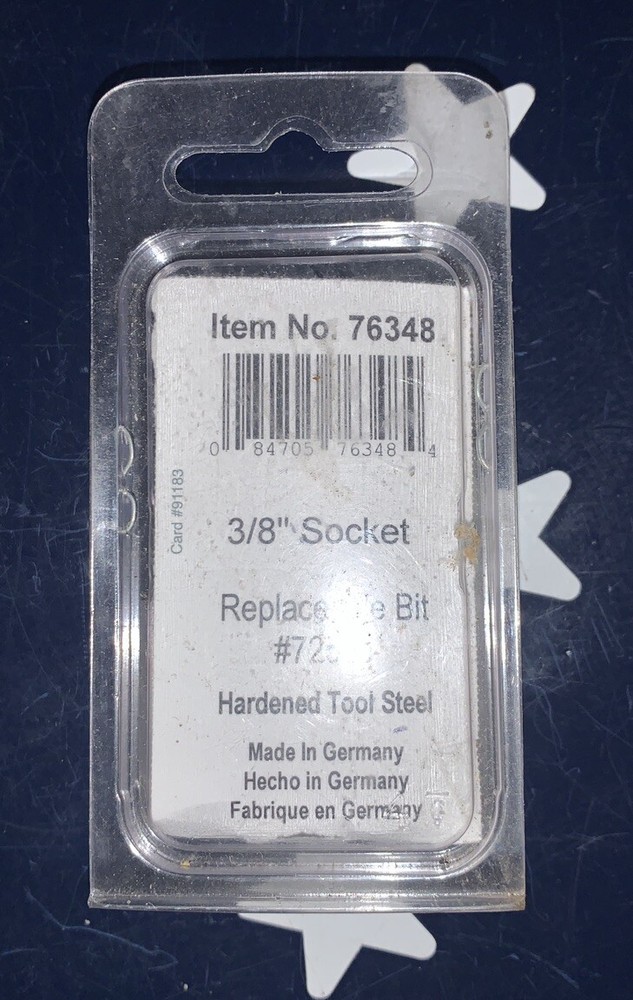 Item No. 76348
0 84705 76348 4
Card #91183
3/8" Socket
Bit
Hardened Tool Steel
Made In Germany
Hecho in Germany
Fabrique en Germany